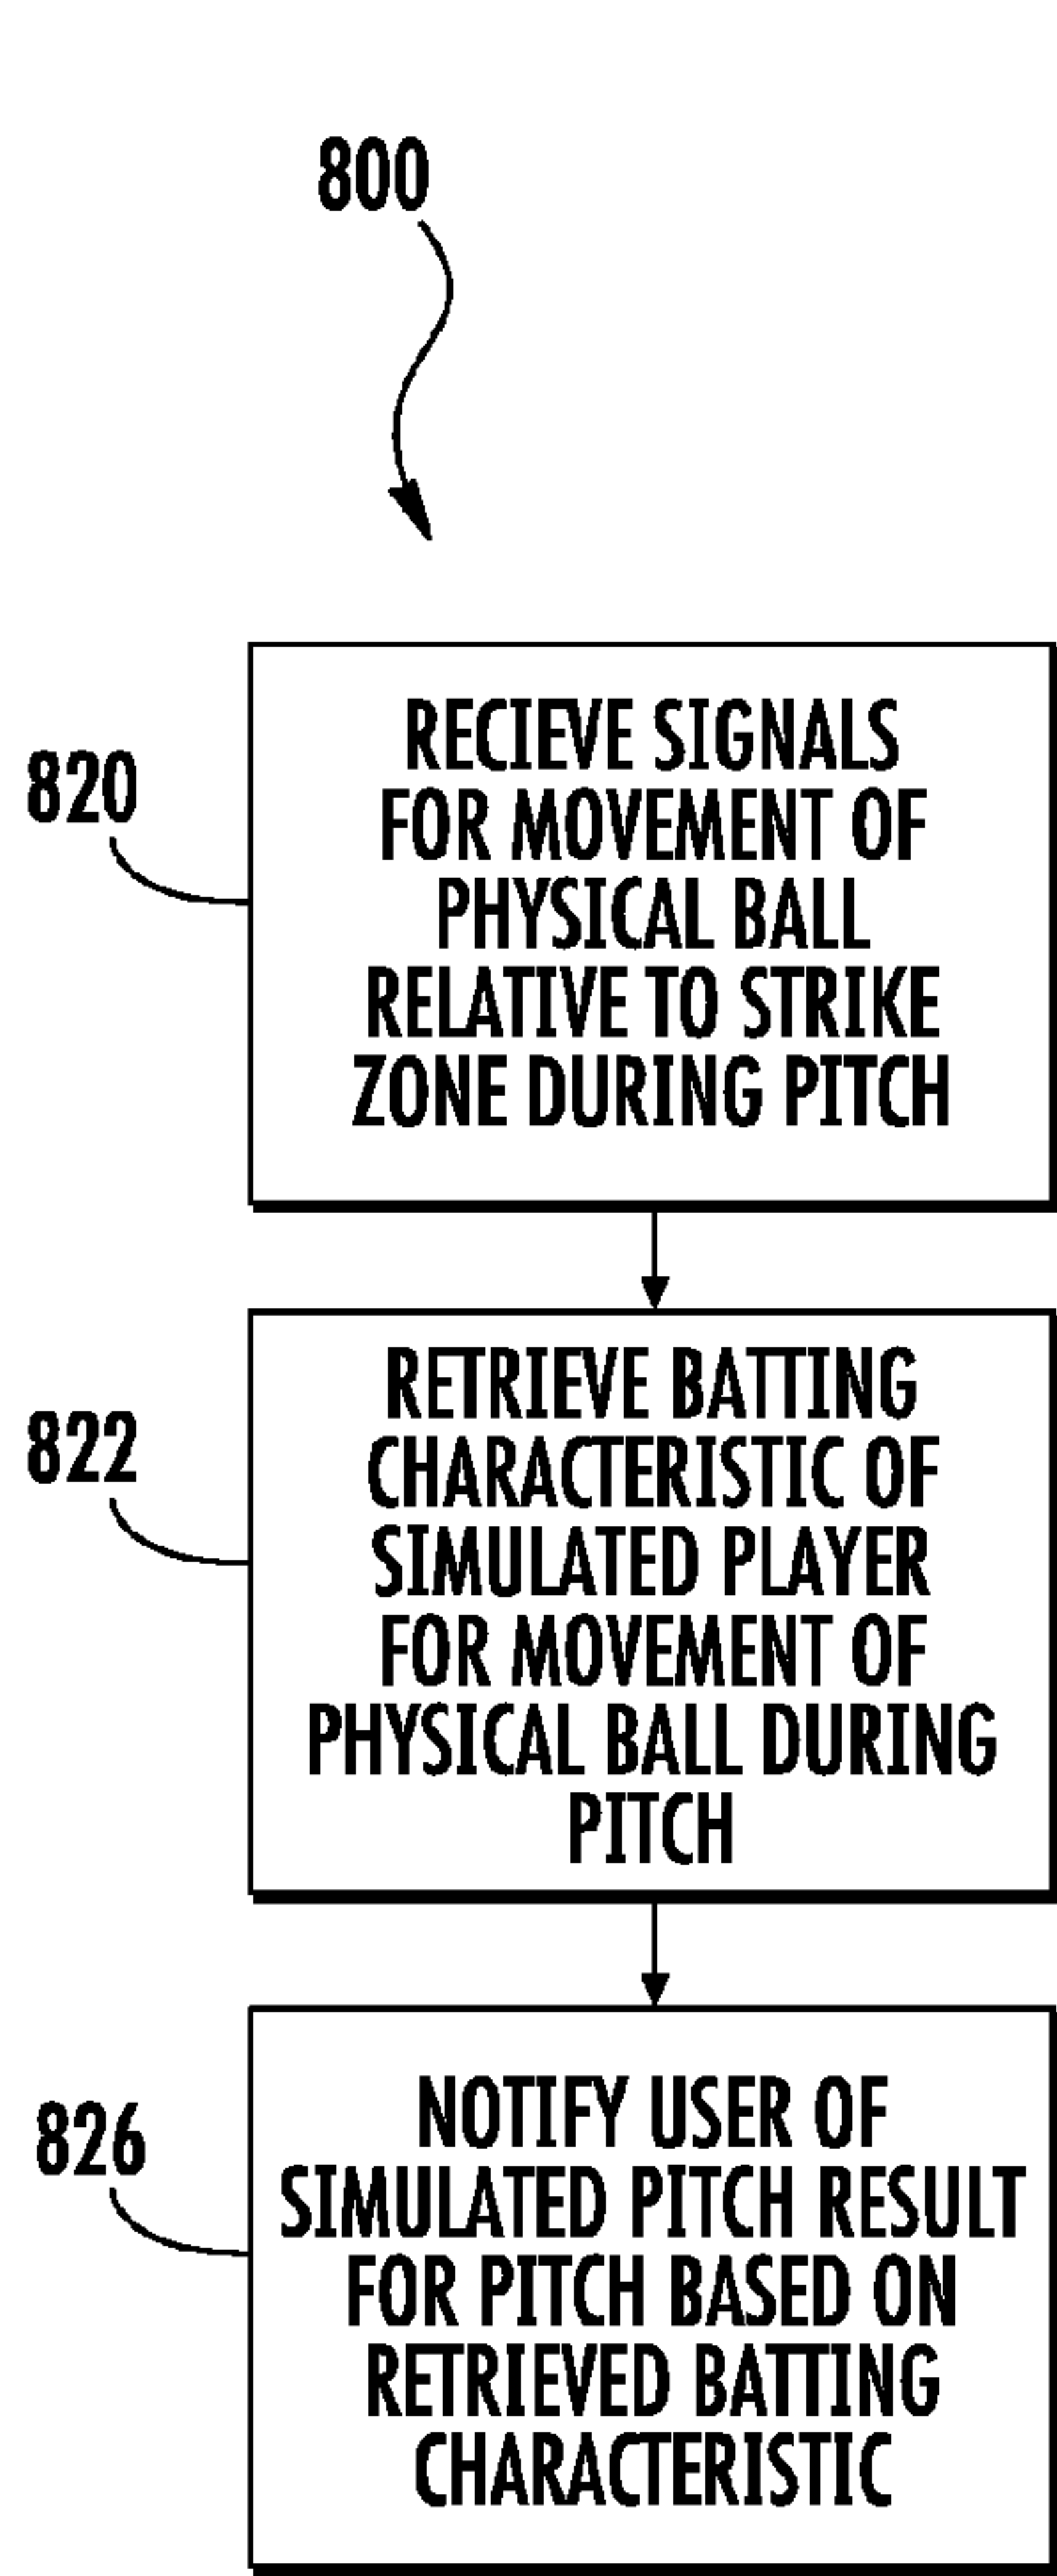 800
820
RECIEVE SIGNALS
FOR MOVEMENT OF
PHYSICAL BALL
RELATIVE TO STRIKE
ZONE DURING PITCH
822
RETRIEVE BATTING
CHARACTERISTIC OF
SIMULATED PLAYER
FOR MOVEMENT OF
PHYSICAL BALL DURING
PITCH
826
NOTIFY USER OF
SIMULATED PITCH RESULT
FOR PITCH BASED ON
RETRIEVED BATTING
CHARACTERISTIC